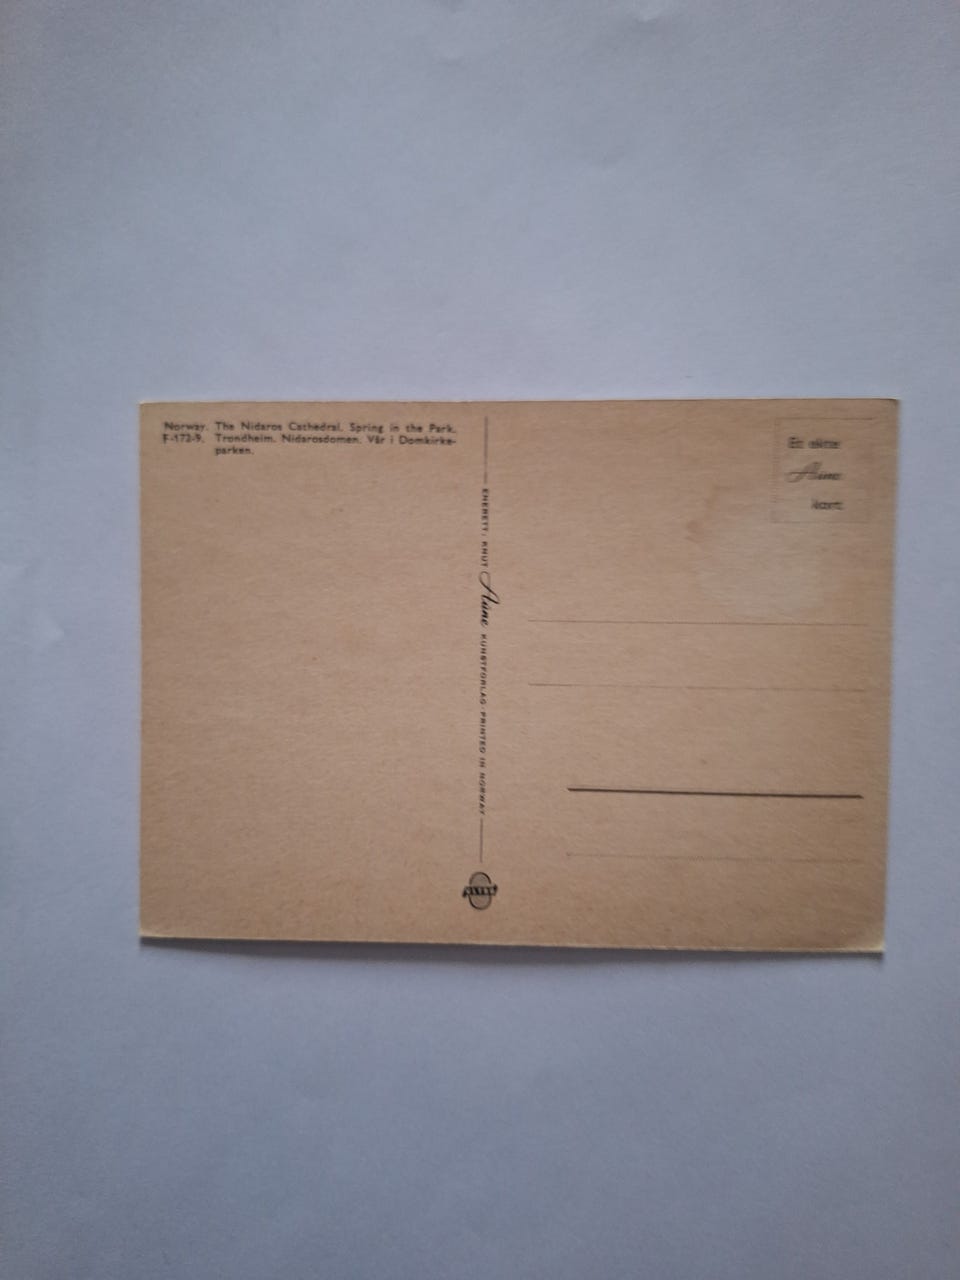 Norway. The Nidaros Cathedral. Spring in the Park.
F-172-9. Trondheim. Nidarosdomen. Vår i Domkirke-
parken.
ENERETT: KNUT Aune KUNSTFORLAG · PRINTED IN NORWAY
Et ekte
Aune
kort